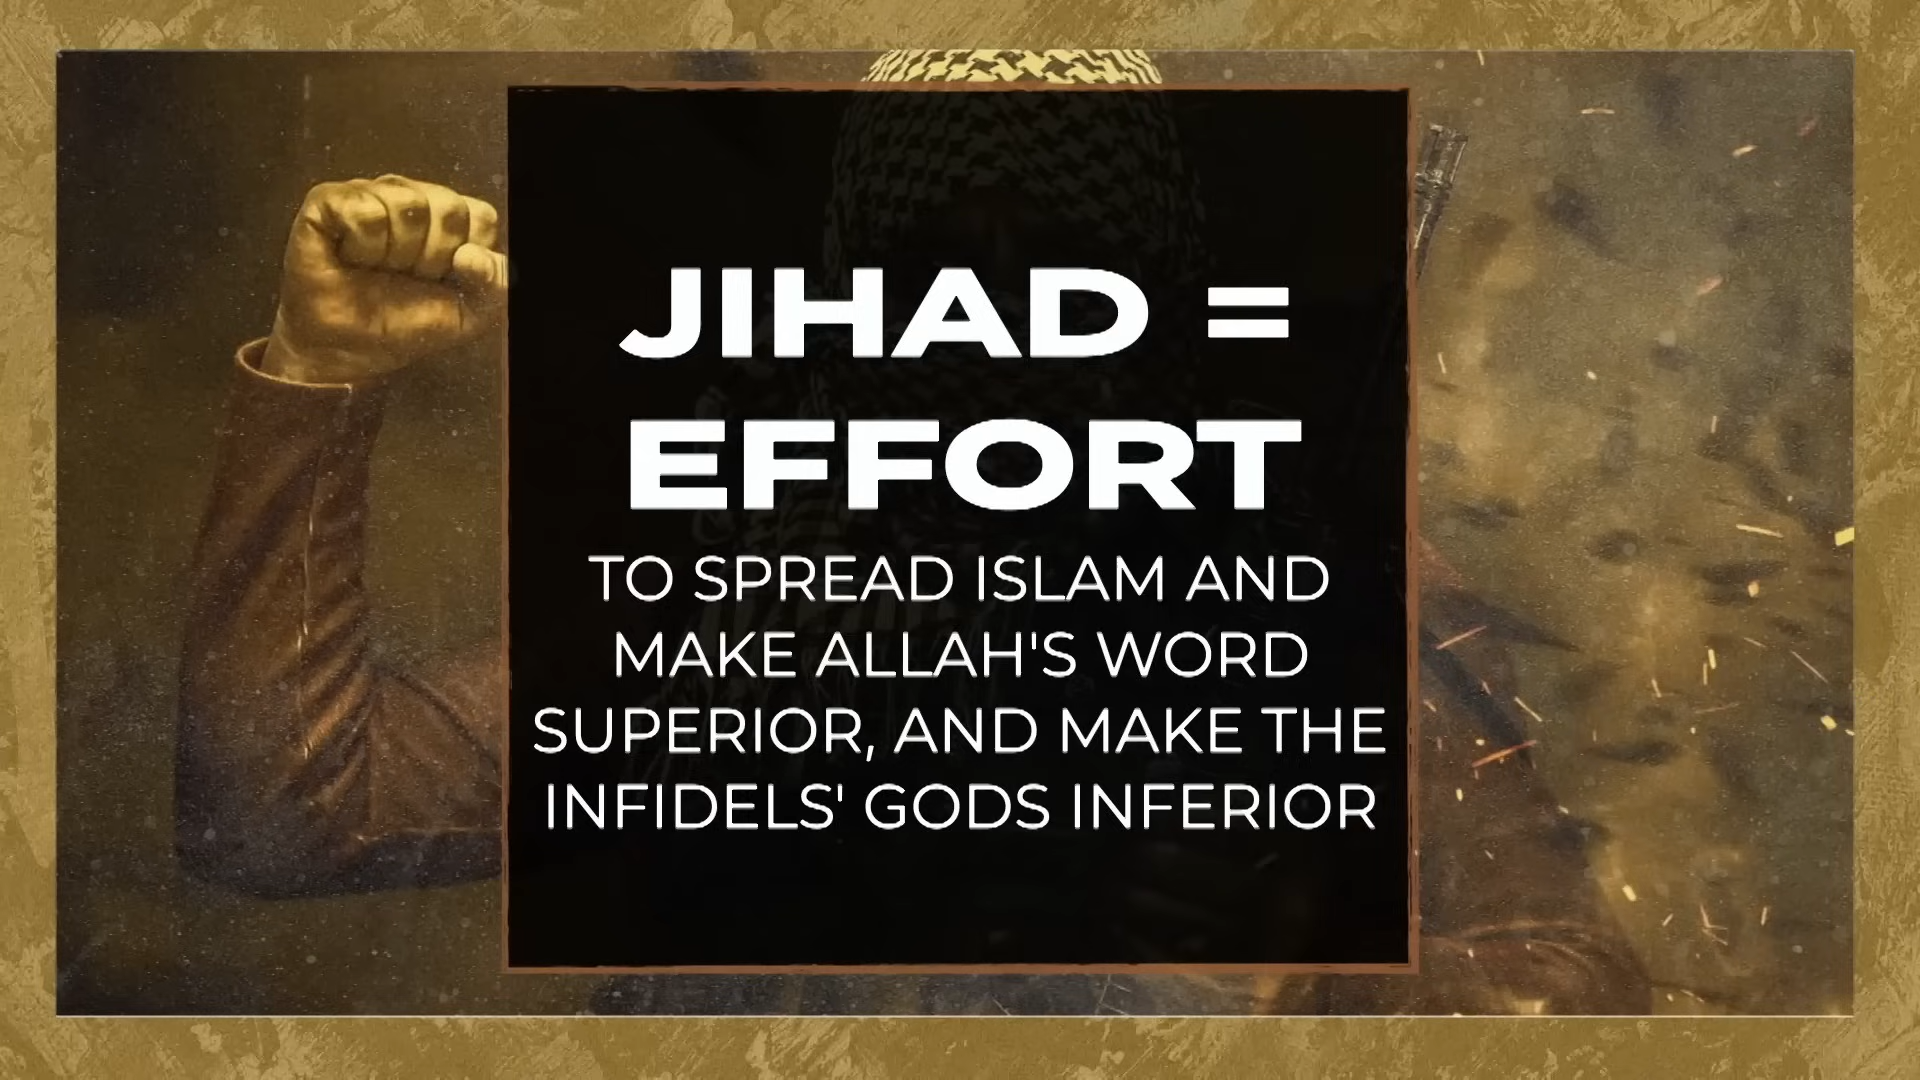 JIHAD =
EFFORT
TO SPREAD ISLAM AND
MAKE ALLAH'S WORD
SUPERIOR, AND MAKE THE
INFIDELS' GODS INFERIOR